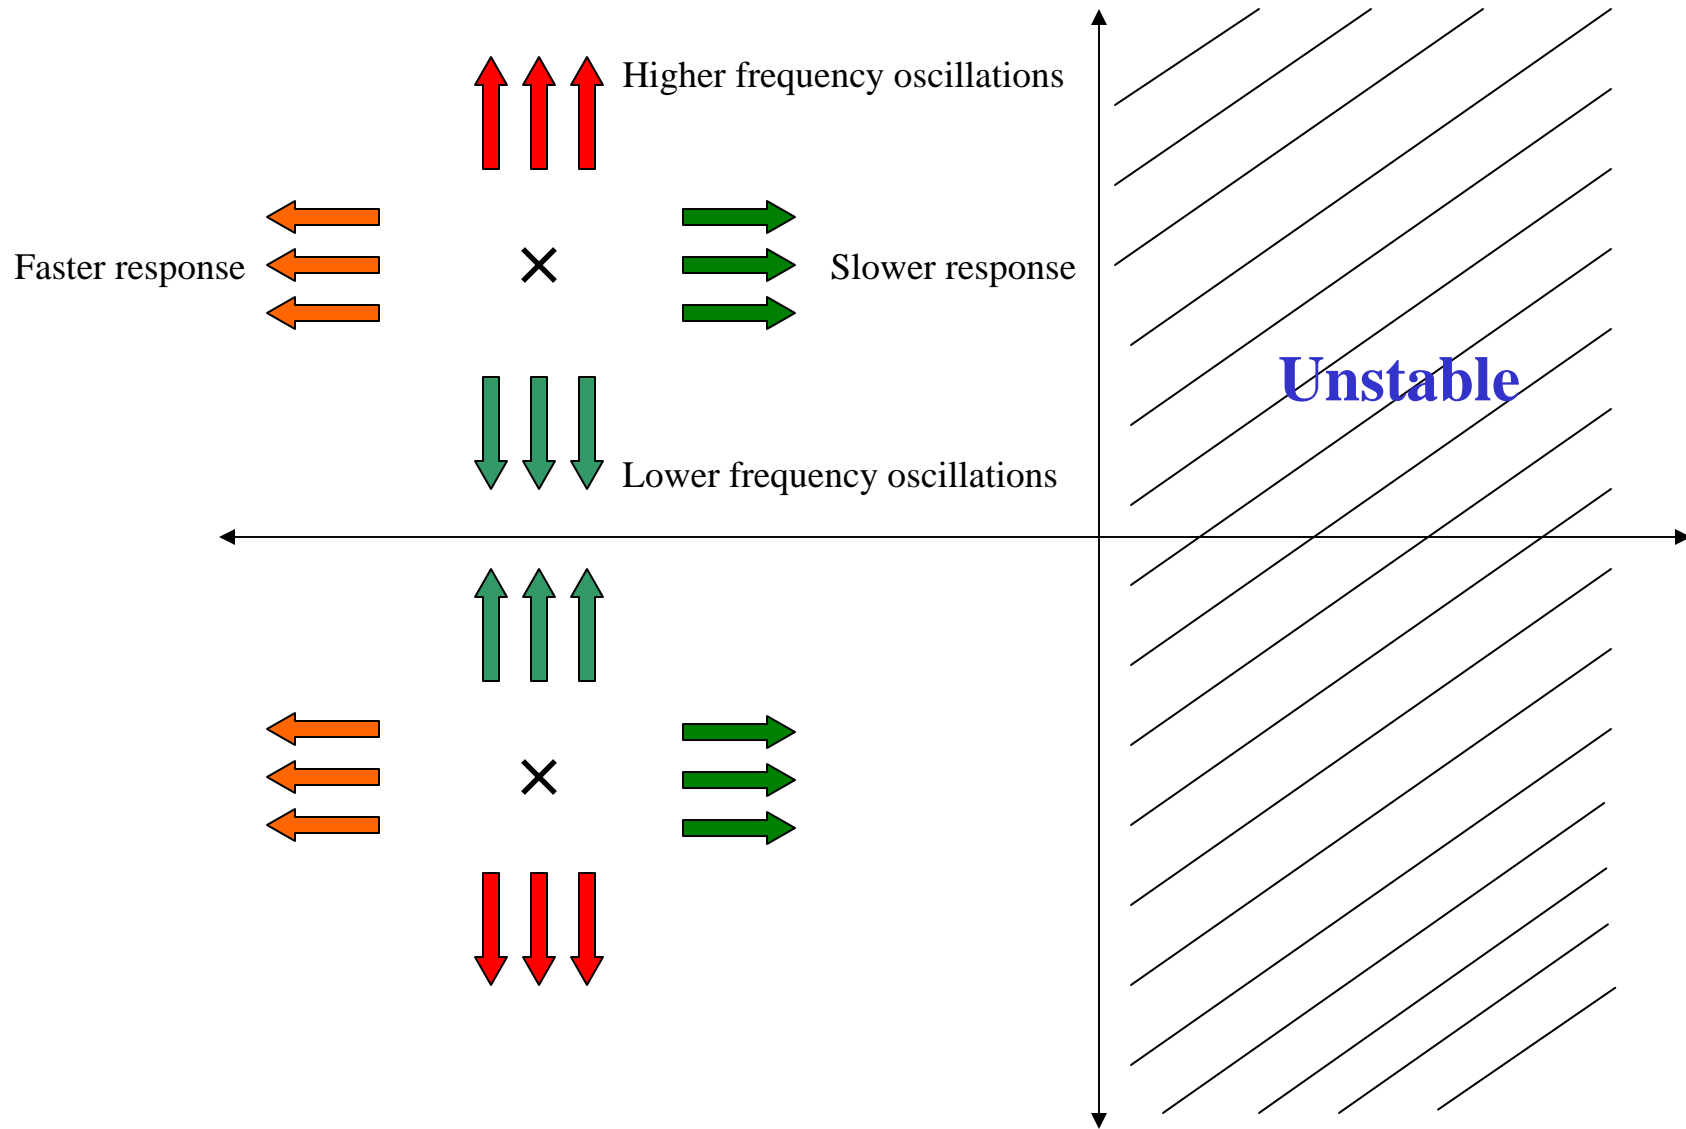 Higher frequency oscillations
Faster response
Slower response
Unstable
Lower frequency oscillations